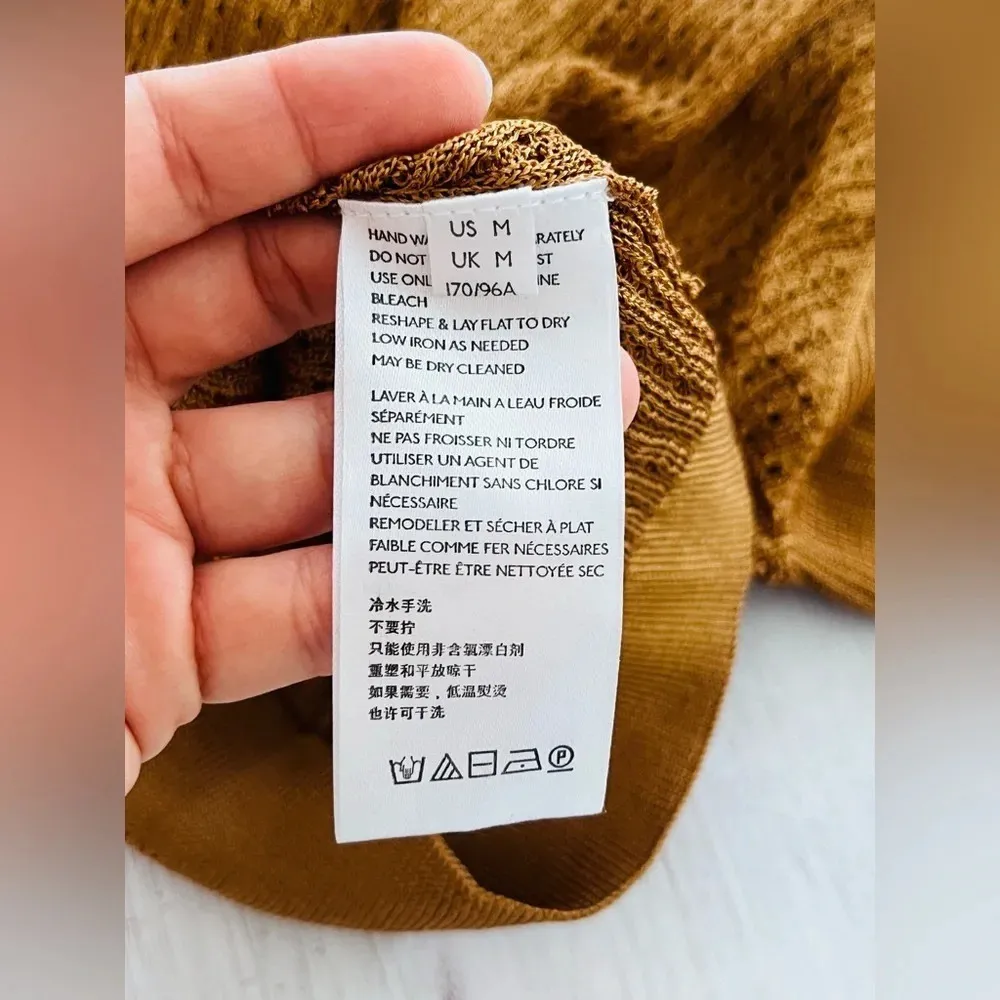 US M
UK M
170/96A
HAND WA RATELY
DO NOT ST
USE ONL INE
BLEACH
RESHAPE & LAY FLAT TO DRY
LOW IRON AS NEEDED
MAY BE DRY CLEANED
LAVER À LA MAIN A LEAU FROIDE
SÉPARÉMENT
NE PAS FROISSER NI TORDRE
UTILISER UN AGENT DE
BLANCHIMENT SANS CHLORE SI
NÉCESSAIRE
REMODELER ET SÉCHER À PLAT
FAIBLE COMME FER NÉCESSAIRES
PEUT-ÊTRE ÊTRE NETTOYÉE SEC
冷水手洗
不要拧
只能使用非含氯漂白剂
重塑和平放晾干
如果需要，低温熨烫
也许可干洗
P